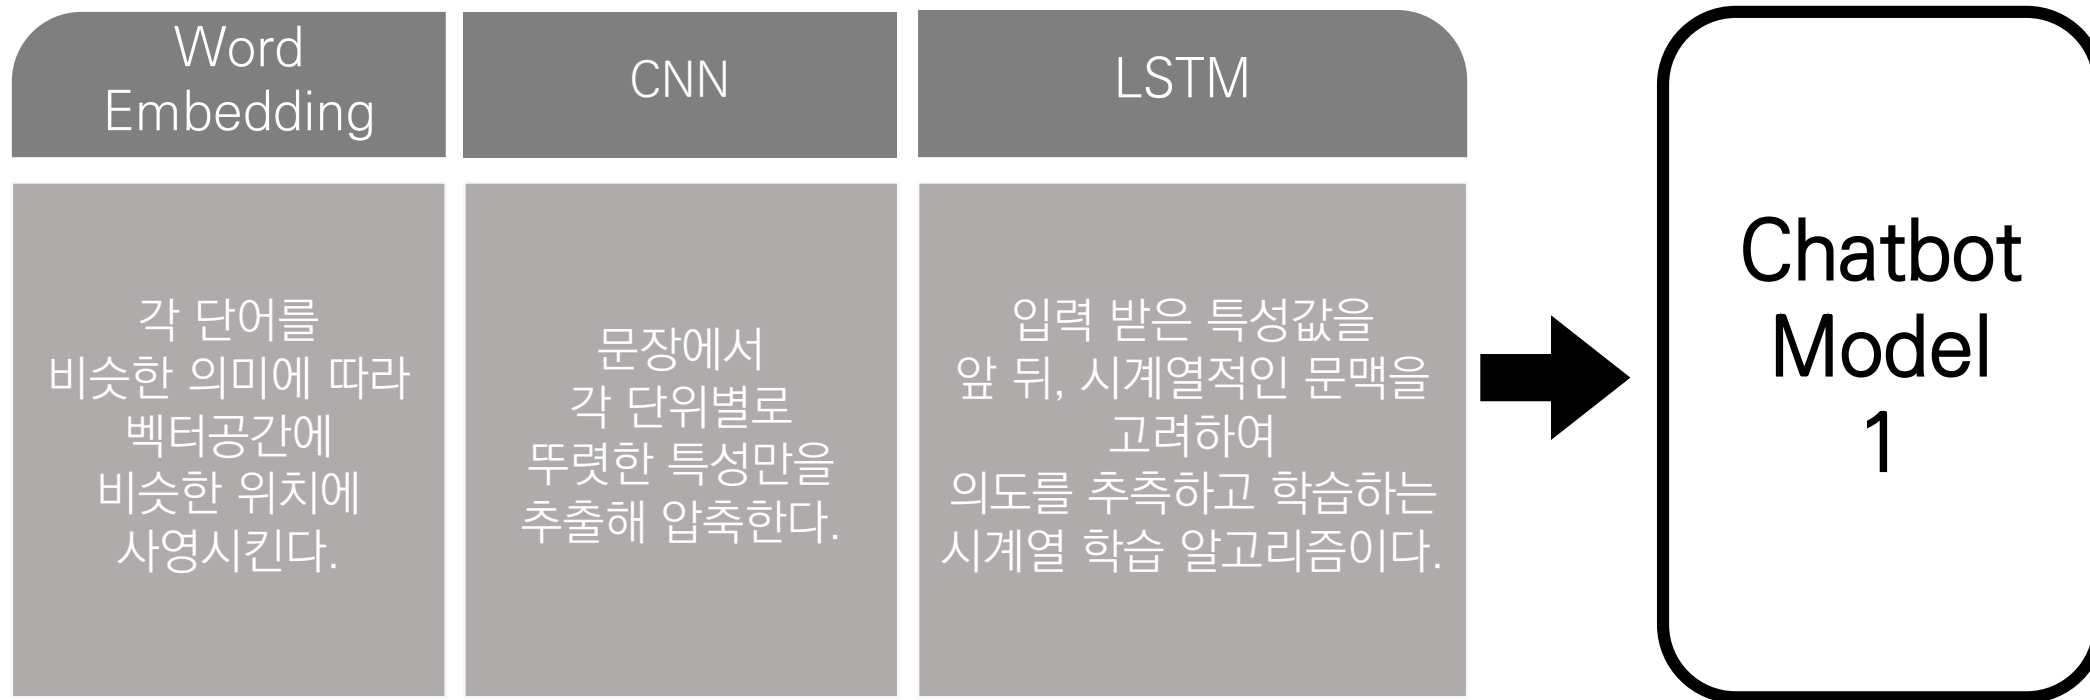 Word
Embedding
CNN
LSTM
각 단어를
비슷한 의미에 따라
벡터공간에
비슷한 위치에
사영시킨다.
문장에서
각 단위별로
뚜렷한 특성만을
추출해 압축한다.
입력 받은 특성값을
앞 뒤, 시계열적인 문맥을
고려하여
의도를 추측하고 학습하는
시계열 학습 알고리즘이다.
Chatbot
Model
1